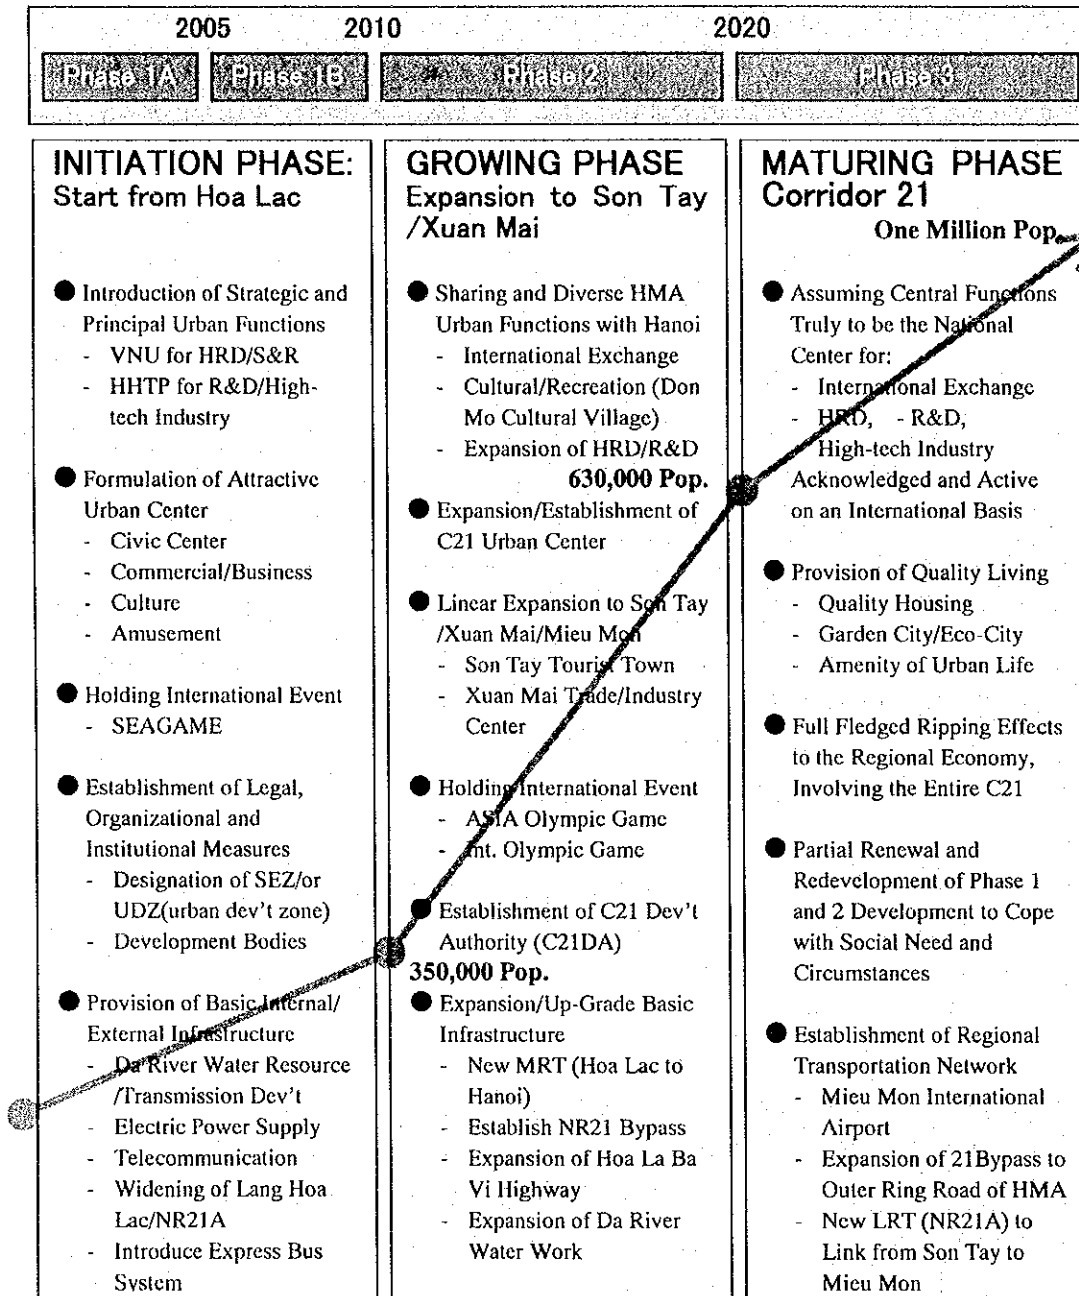 2005 2010 2020
Phase 1A Phase 1B Phase 2 Phase 3
INITIATION PHASE:
Start from Hoa Lac
● Introduction of Strategic and
Principal Urban Functions
- VNU for HRD/S&R
- HHTP for R&D/High-
tech Industry
● Formulation of Attractive
Urban Center
- Civic Center
- Commercial/Business
- Culture
- Amusement
● Holding International Event
- SEAGAME
● Establishment of Legal,
Organizational and
Institutional Measures
- Designation of SEZ/or
UDZ(urban dev't zone)
- Development Bodies
● Provision of Basic Internal/
External Infrastructure
- Da River Water Resource
/Transmission Dev't
- Electric Power Supply
- Telecommunication
- Widening of Lang Hoa
Lac/NR21A
- Introduce Express Bus
System
GROWING PHASE
Expansion to Son Tay
/Xuan Mai
● Sharing and Diverse HMA
Urban Functions with Hanoi
- International Exchange
- Cultural/Recreation (Don
Mo Cultural Village)
- Expansion of HRD/R&D
630,000 Pop.
● Expansion/Establishment of
C21 Urban Center
● Linear Expansion to Son Tay
/Xuan Mai/Mieu Mon
- Son Tay Tourist Town
- Xuan Mai Trade/Industry
Center
● Holding International Event
- ASIA Olympic Game
- Int. Olympic Game
● Establishment of C21 Dev't
Authority (C21DA)
350,000 Pop.
● Expansion/Up-Grade Basic
Infrastructure
- New MRT (Hoa Lac to
Hanoi)
- Establish NR21 Bypass
- Expansion of Hoa La Ba
Vi Highway
- Expansion of Da River
Water Work
MATURING PHASE
Corridor 21
One Million Pop.
● Assuming Central Functions
Truly to be the National
Center for:
- International Exchange
- HRD, - R&D,
High-tech Industry
Acknowledged and Active
on an International Basis
● Provision of Quality Living
- Quality Housing
- Garden City/Eco-City
- Amenity of Urban Life
● Full Fledged Ripping Effects
to the Regional Economy,
Involving the Entire C21
● Partial Renewal and
Redevelopment of Phase 1
and 2 Development to Cope
with Social Need and
Circumstances
● Establishment of Regional
Transportation Network
- Mieu Mon International
Airport
- Expansion of 21Bypass to
Outer Ring Road of HMA
- New LRT (NR21A) to
Link from Son Tay to
Mieu Mon